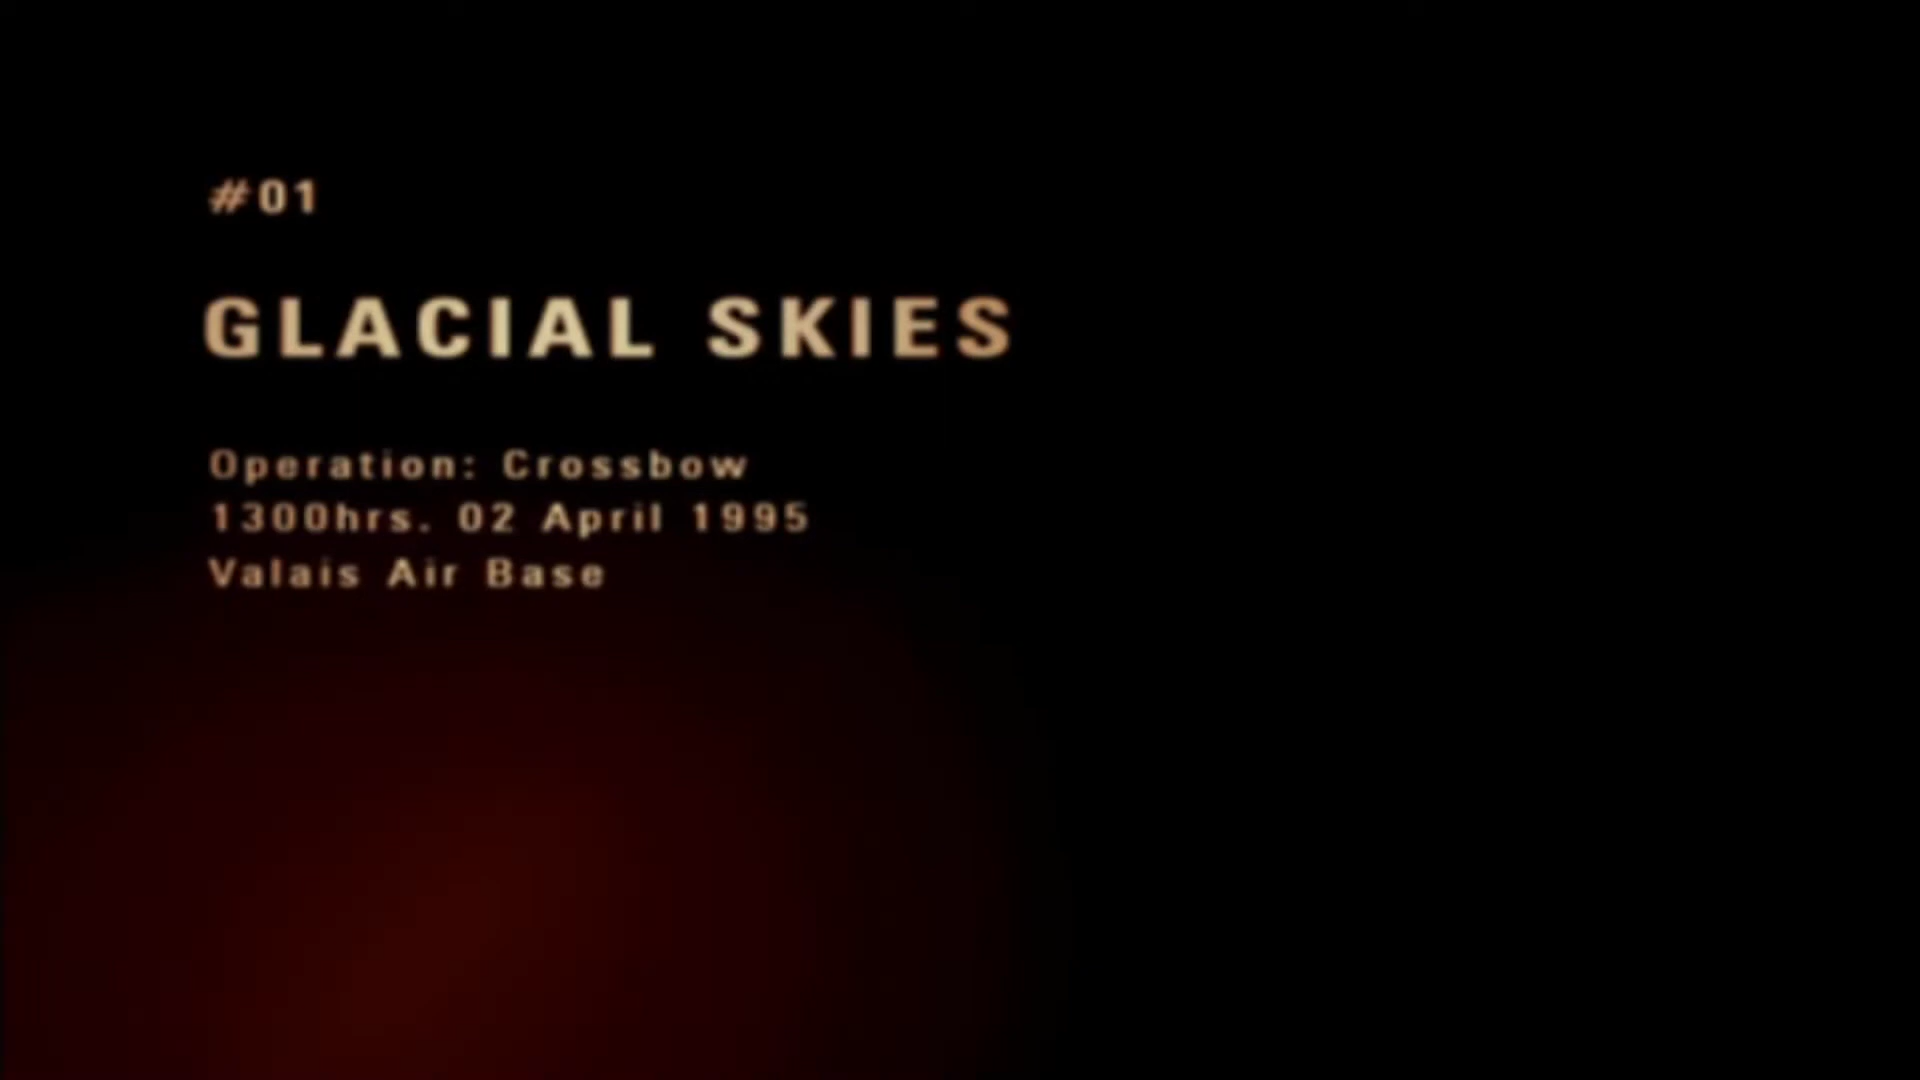 #01
GLACIAL SKIES
Operation: Crossbow
1300hrs. 02 April 1995
Valais Air Base